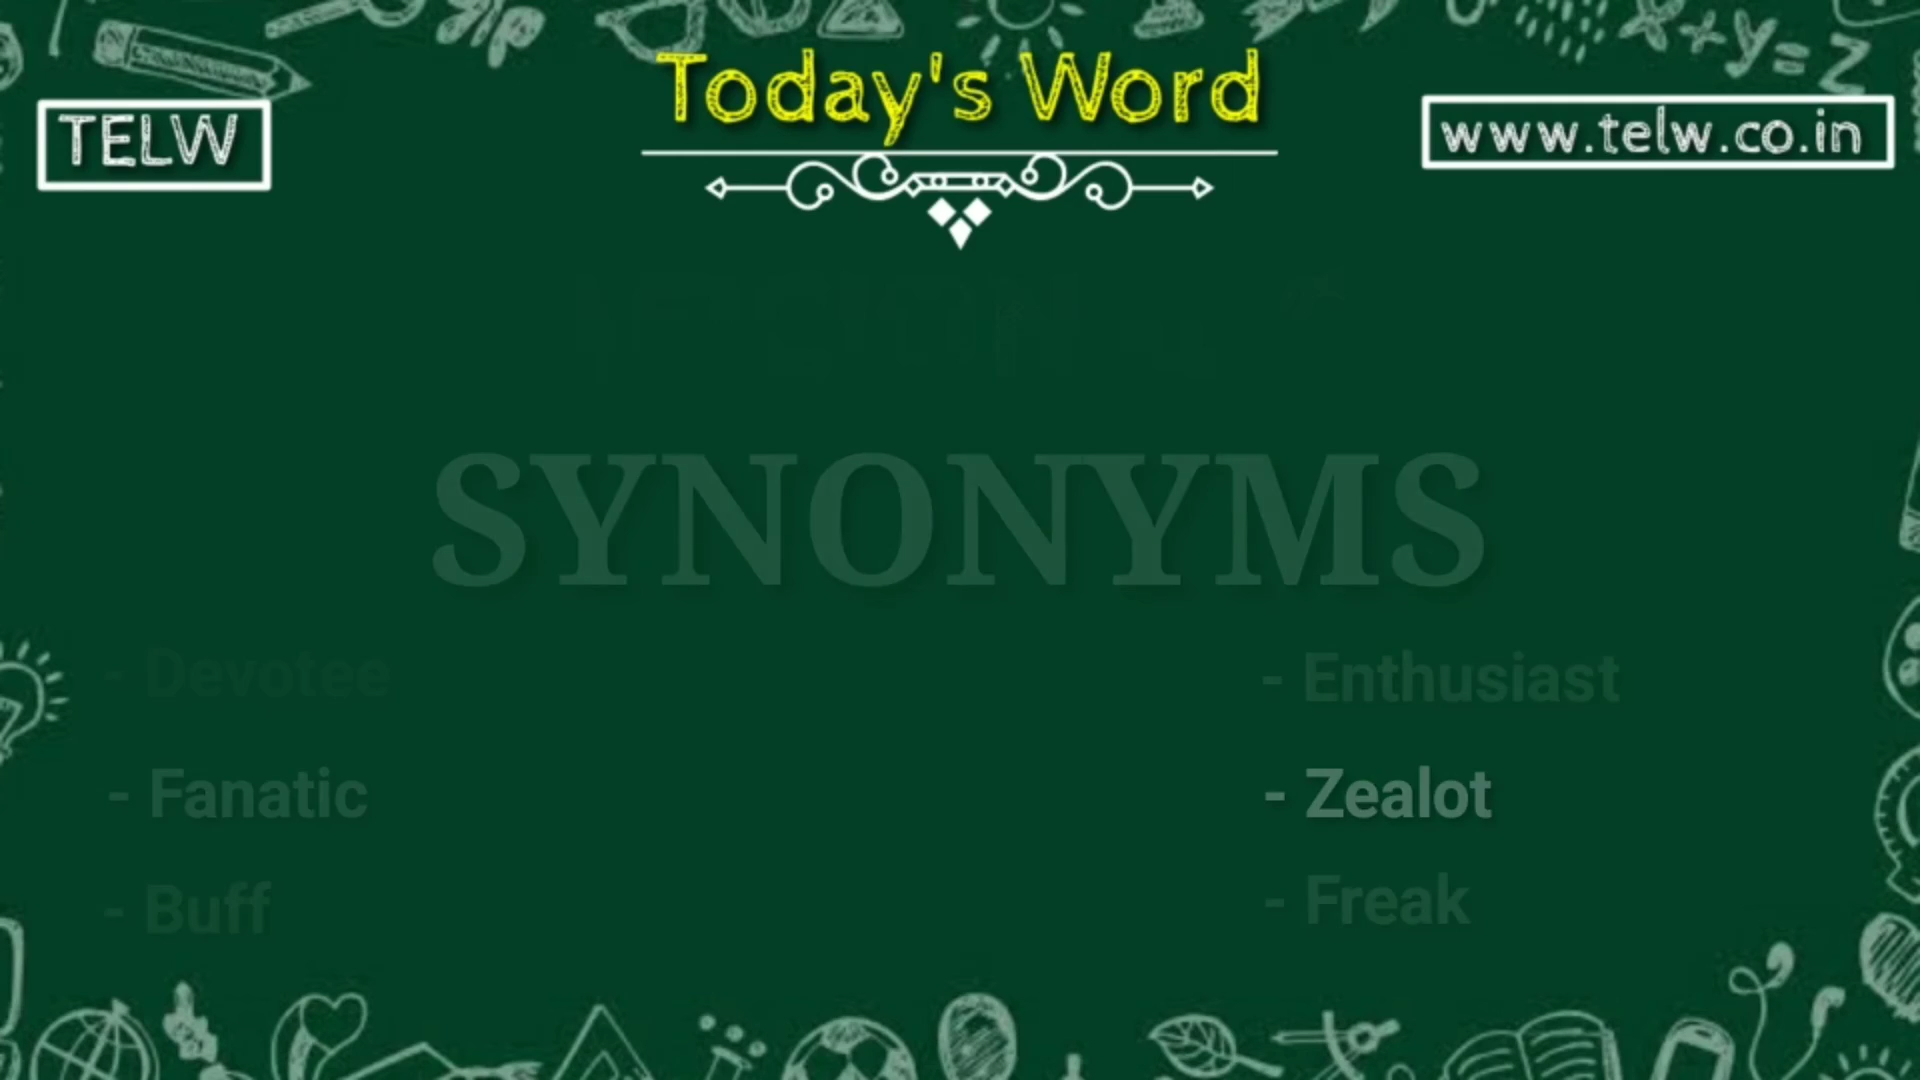 x+y=z
Today's Word
TELW
www.telw.co.in
SYNONYMS
- Devotee
- Enthusiast
- Fanatic
- Zealot
- Buff
- Freak